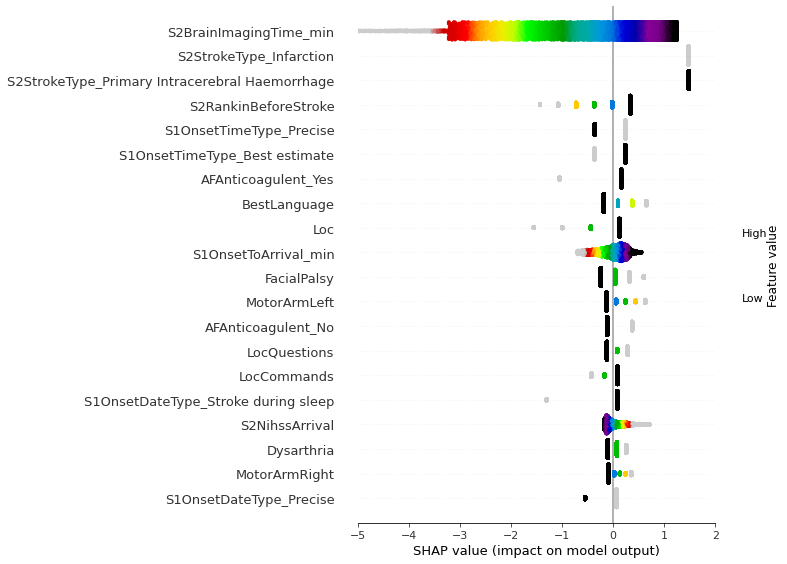 S2BrainImagingTime_min
S2StrokeType_Infarction
S2StrokeType_Primary Intracerebral Haemorrhage
S2RankinBeforeStroke
S1OnsetTimeType_Precise
S1OnsetTimeType_Best estimate
AFAnticoagulent_Yes
BestLanguage
Loc
S1OnsetToArrival_min
FacialPalsy
MotorArmLeft
AFAnticoagulent_No
LocQuestions
LocCommands
S1OnsetDateType_Stroke during sleep
S2NihssArrival
Dysarthria
MotorArmRight
S1OnsetDateType_Precise
−5 −4 −3 −2 −1 0 1 2
SHAP value (impact on model output)
High
Low
Feature value